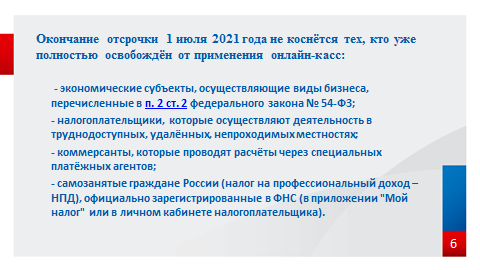 Окончание отсрочки 1 июля 2021 года не коснётся тех, кто уже
полностью освобождён от применения онлайн-касс:
- экономические субъекты, осуществляющие виды бизнеса,
перечисленные в п. 2 ст. 2 федерального закона № 54-ФЗ;
- налогоплательщики, которые осуществляют деятельность в
труднодоступных, удалённых, непроходимых местностях;
- коммерсанты, которые проводят расчёты через специальных
платёжных агентов;
- самозанятые граждане России (налог на профессиональный доход –
НПД), официально зарегистрированные в ФНС (в приложении "Мой
налог" или в личном кабинете налогоплательщика).
6